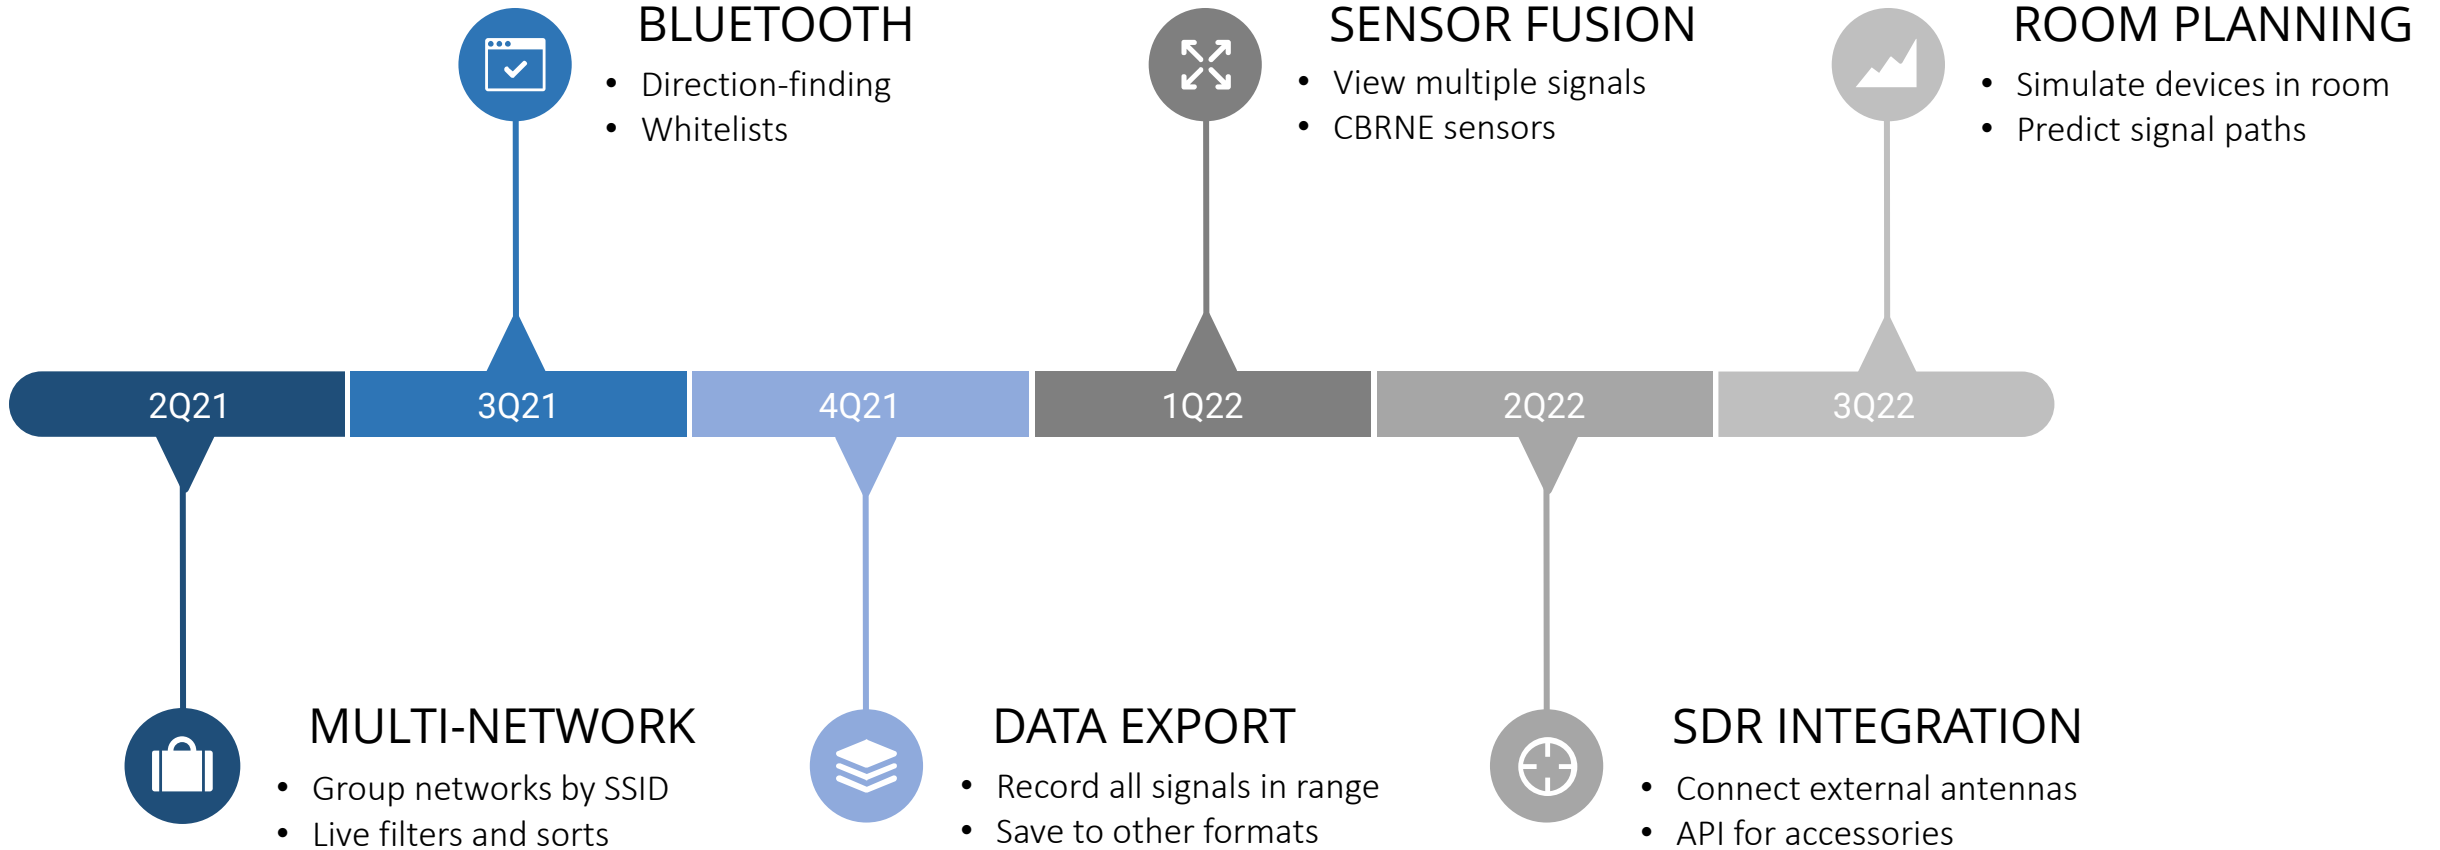 BLUETOOTH
• Direction-finding
• Whitelists
SENSOR FUSION
• View multiple signals
• CBRNE sensors
ROOM PLANNING
• Simulate devices in room
• Predict signal paths
2Q21
3Q21
4Q21
1Q22
2Q22
3Q22
MULTI-NETWORK
• Group networks by SSID
• Live filters and sorts
DATA EXPORT
• Record all signals in range
• Save to other formats
SDR INTEGRATION
• Connect external antennas
• API for accessories